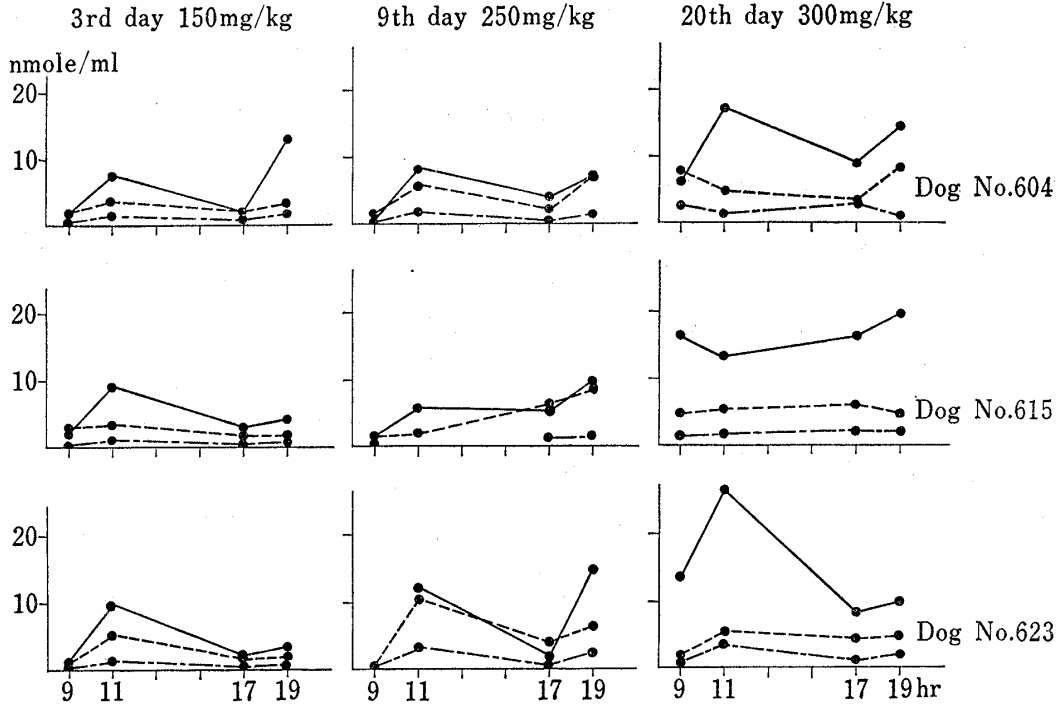 3rd day 150mg/kg 9th day 250mg/kg 20th day 300mg/kg
nmole/ml
20
10
Dog No.604
20
10
Dog No.615
20
10
Dog No.623
9 11 17 19 9 11 17 19 9 11 17 19hr